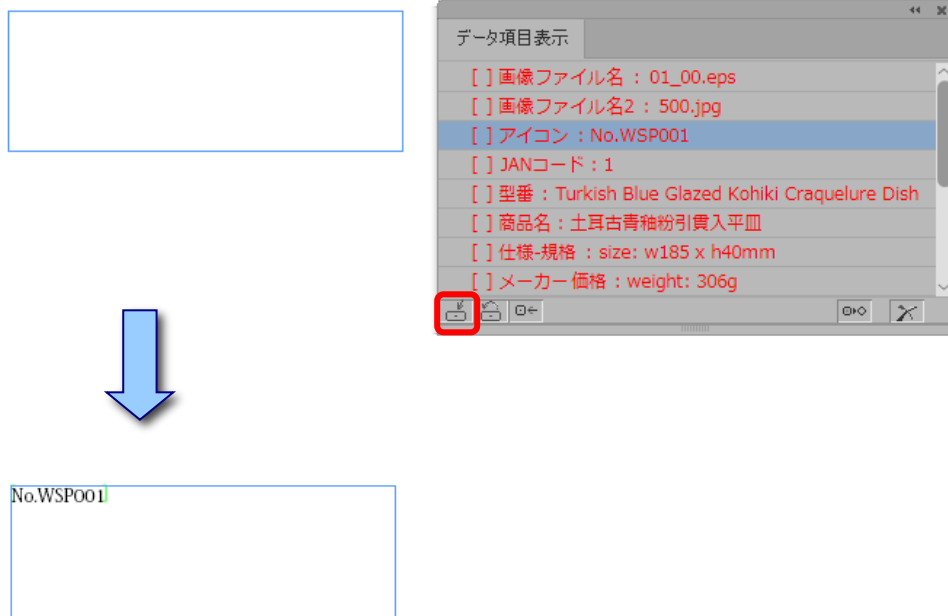 データ項目表示
[ ] 画像ファイル名 : 01_00.eps
[ ] 画像ファイル名2 : 500.jpg
[ ] アイコン : No.WSP001
[ ] JANコード : 1
[ ] 型番 : Turkish Blue Glazed Kohiki Craquelure Dish
[ ] 商品名 : 土耳古青釉粉引貫入平皿
[ ] 仕様-規格 : size: w185 x h40mm
[ ] メーカー価格 : weight: 306g
No.WSP001